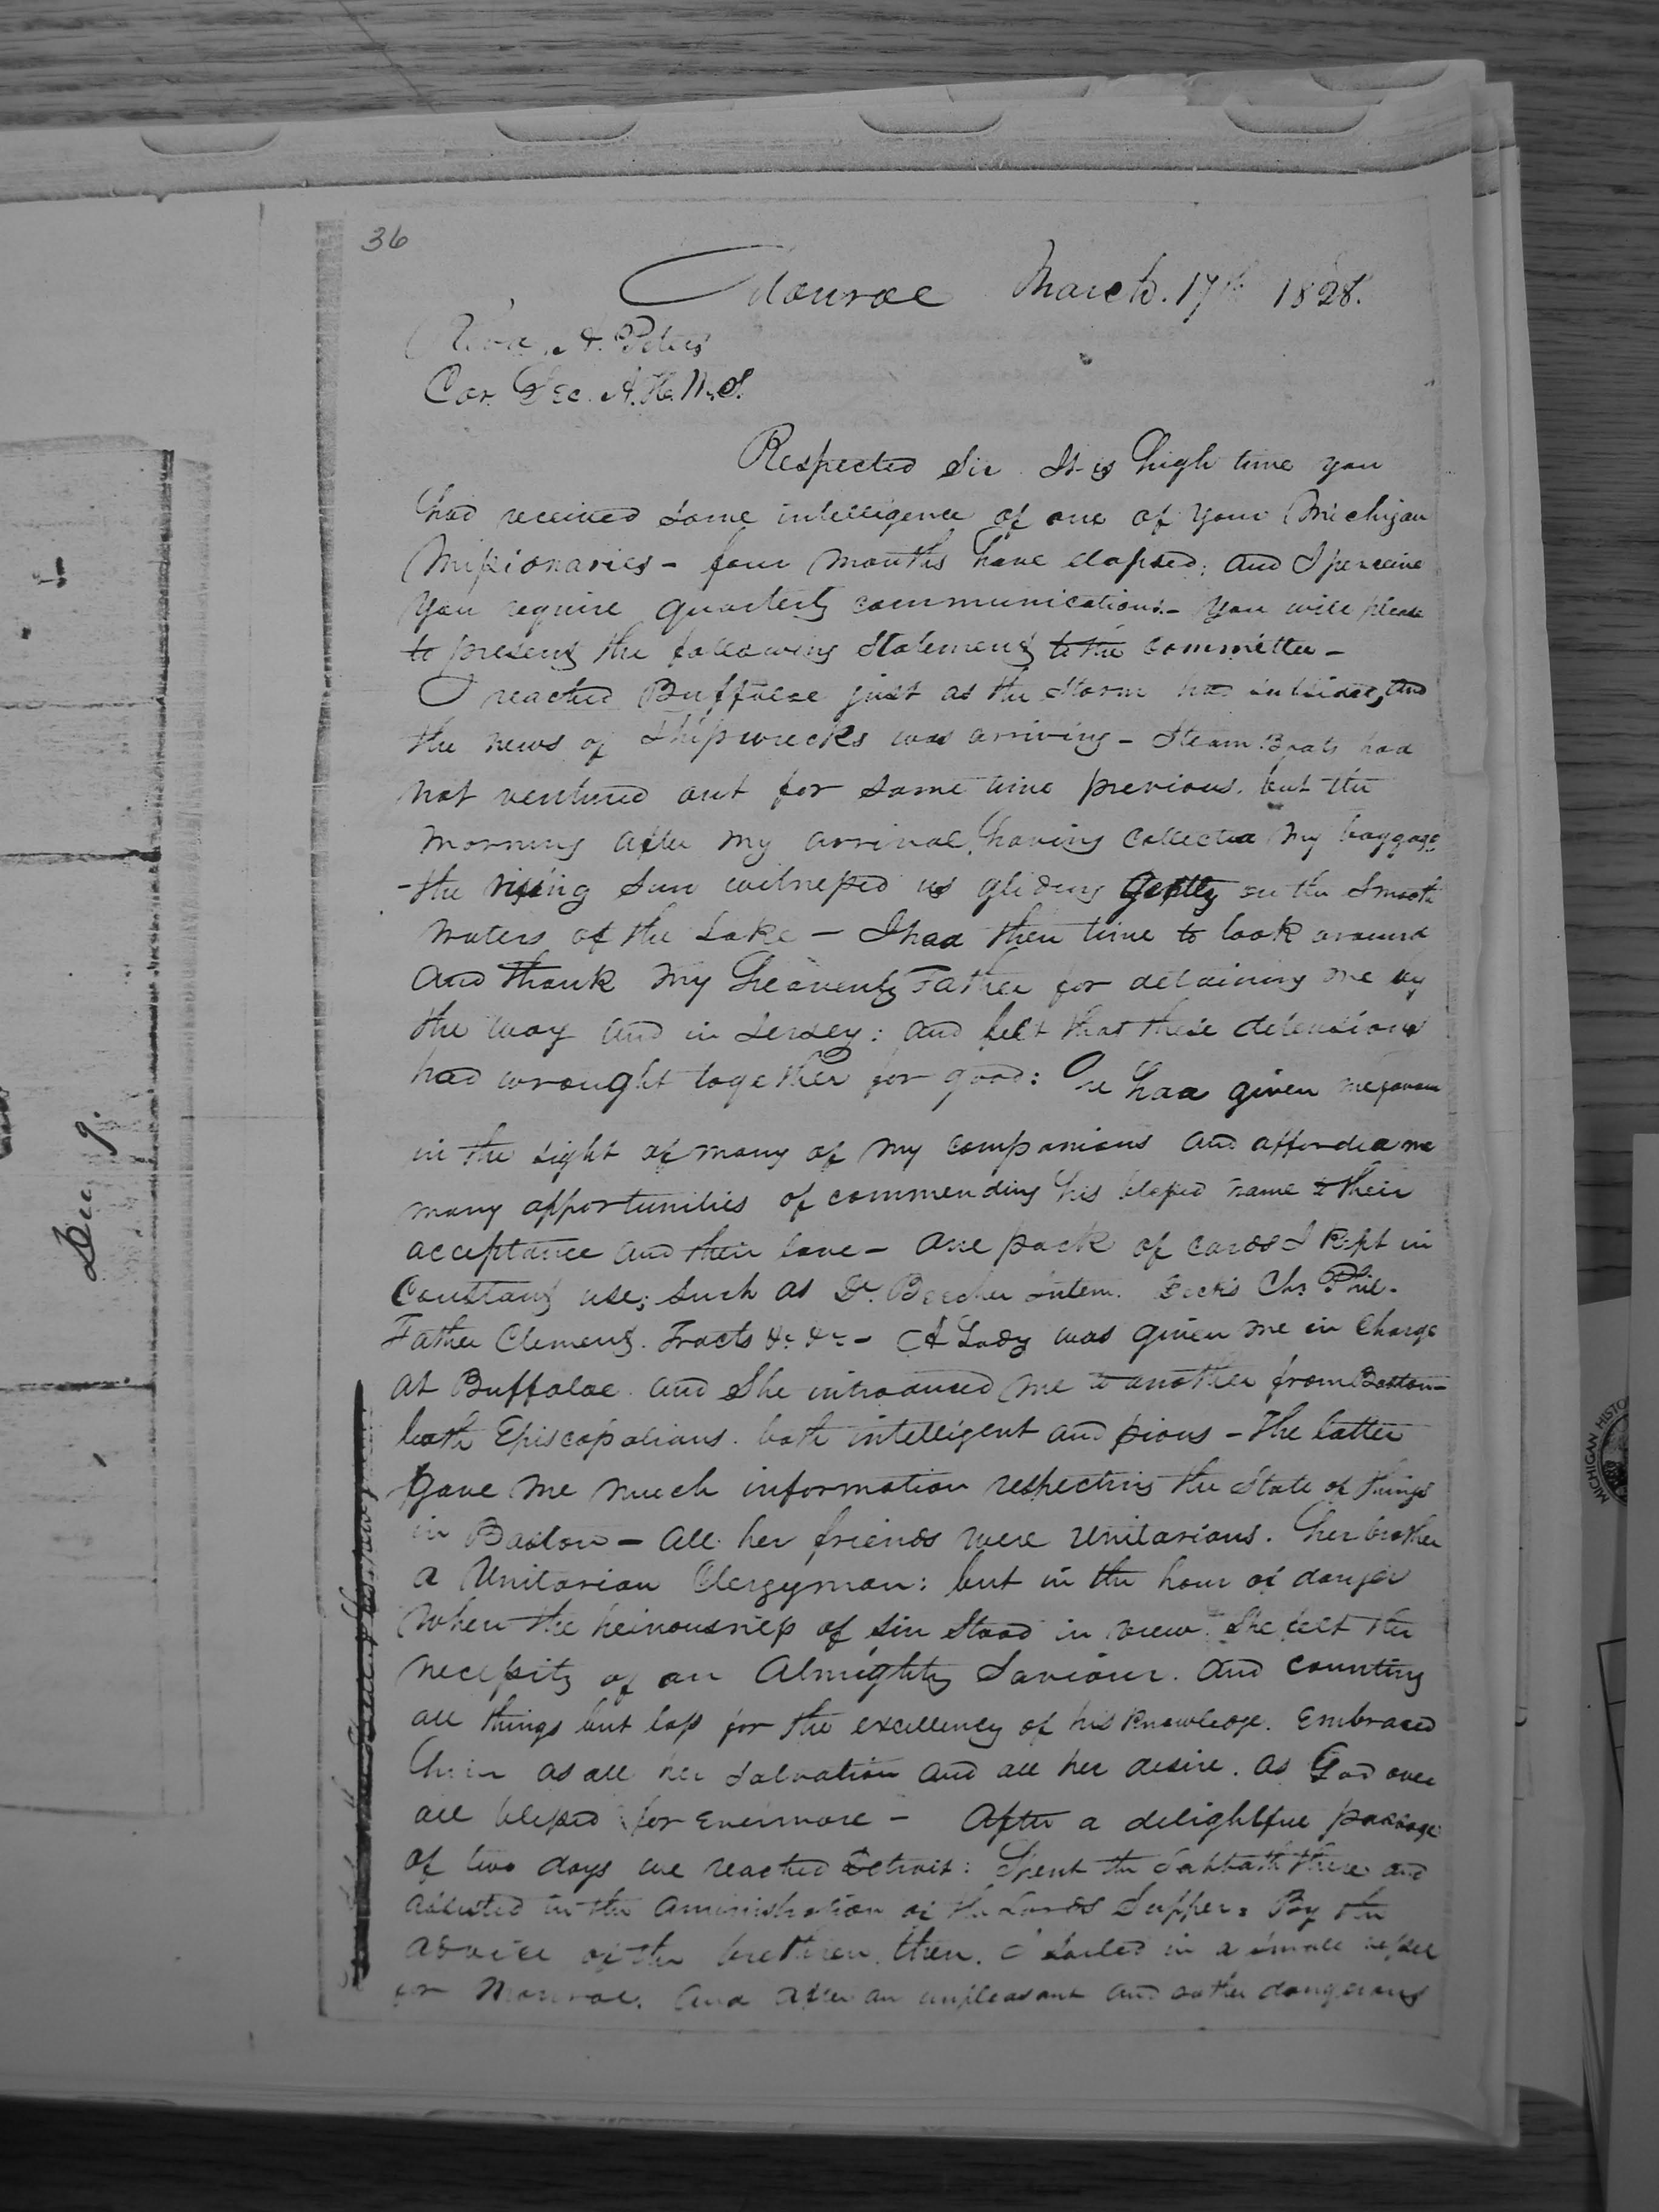 36
Monroe March. 17th 1828.
Revd. A. Peters
Cor. Sec. A. H. M. S.
Respected Sir It is high time you
had received some intelligence of one of your Michigan
Missionaries - four months have elapsed; and I perceive
you require quarterly communications - you will please
to present the following statement to the committee -
I reached Buffaloe just as the storm had subsided, and
the news of Shipwrecks was arriving - Steam Boats had
not ventured out for some time previous. but the
morning after my arrival, having collected my baggage
- the rising Sun witnessed us gliding gently on the smooth
waters of the Lake - I had then time to look around
and thank my Heavenly Father for detaining me by
the way and in Jersey: and felt that these detensions
had wrought together for good: He had given me favour
in the sight of many of my companions and afforded me
many opportunities of commending his blessed name to their
acceptance and their love - One pack of cards I kept in
constant use; such as Dr. Beecher Intem. Dick's Chr. Phil.
Father Clement. Tracts &c &c - A Lady was given me in charge
at Buffaloe. and She introduced me to another from Boston -
both Episcopalians. both intelligent and pious - The latter
gave me much information respecting the State of things
in Boston - all her friends were Unitarians. her brother
a Unitarian Clergyman: but in the hour of danger
when the heinousness of sin stood in view. She felt the
necessity of an Almighty Saviour. and counting
all things but loss for the excellency of his knowledge. Embraced
as all her salvation and all her desire. as God over
all blessed for evermore - After a delightful passage
of two days we reached Detroit: Spent the Sabbath there and
assisted in the aministration of the Lords Supper: By the
advice of the brethren then. I sailed in a small vessel
for Monroe. and after an unpleasant and rather dangerous
Dec 9.
MICHIGAN HISTO